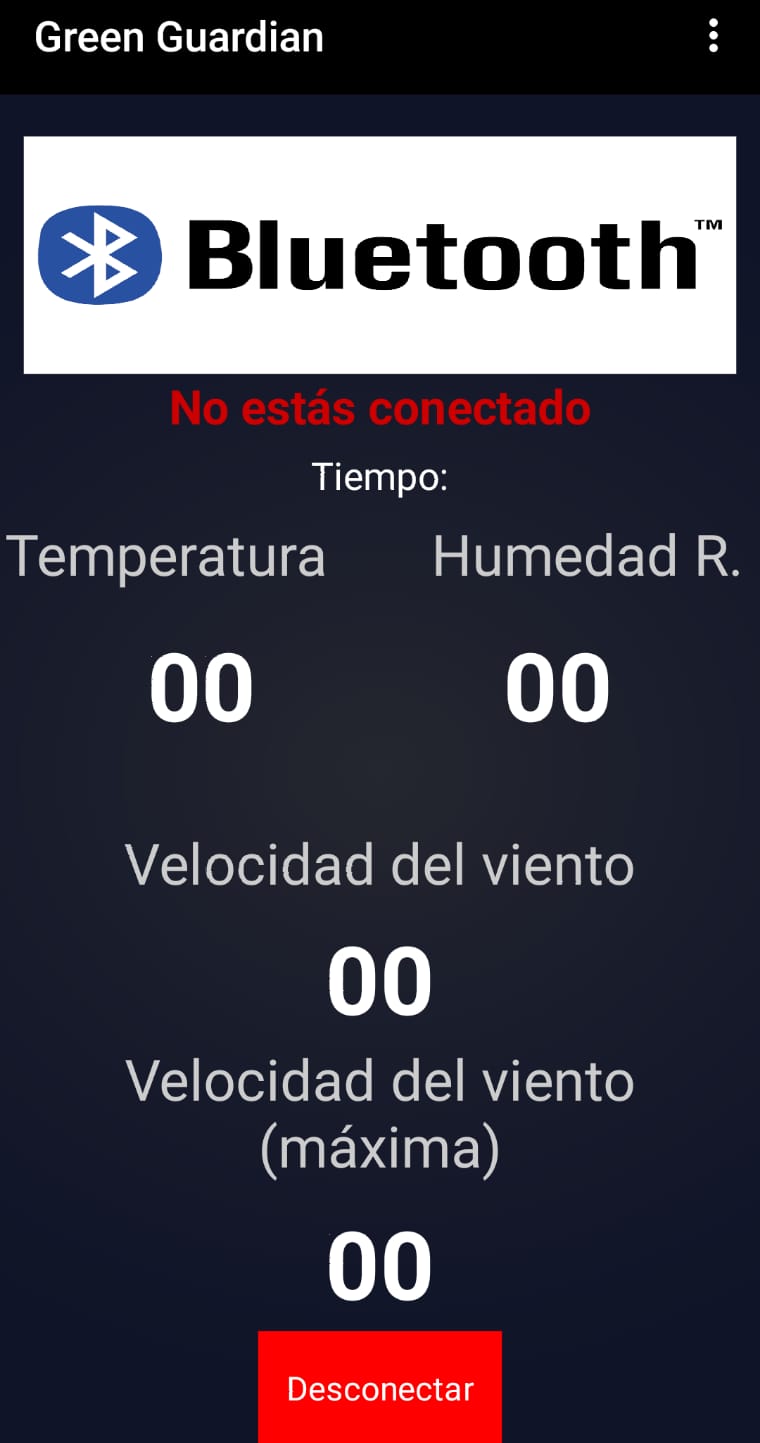 Green Guardian
Bluetooth™
No estás conectado
Tiempo:
Temperatura Humedad R.
00 00
Velocidad del viento
00
Velocidad del viento
(máxima)
00
Desconectar